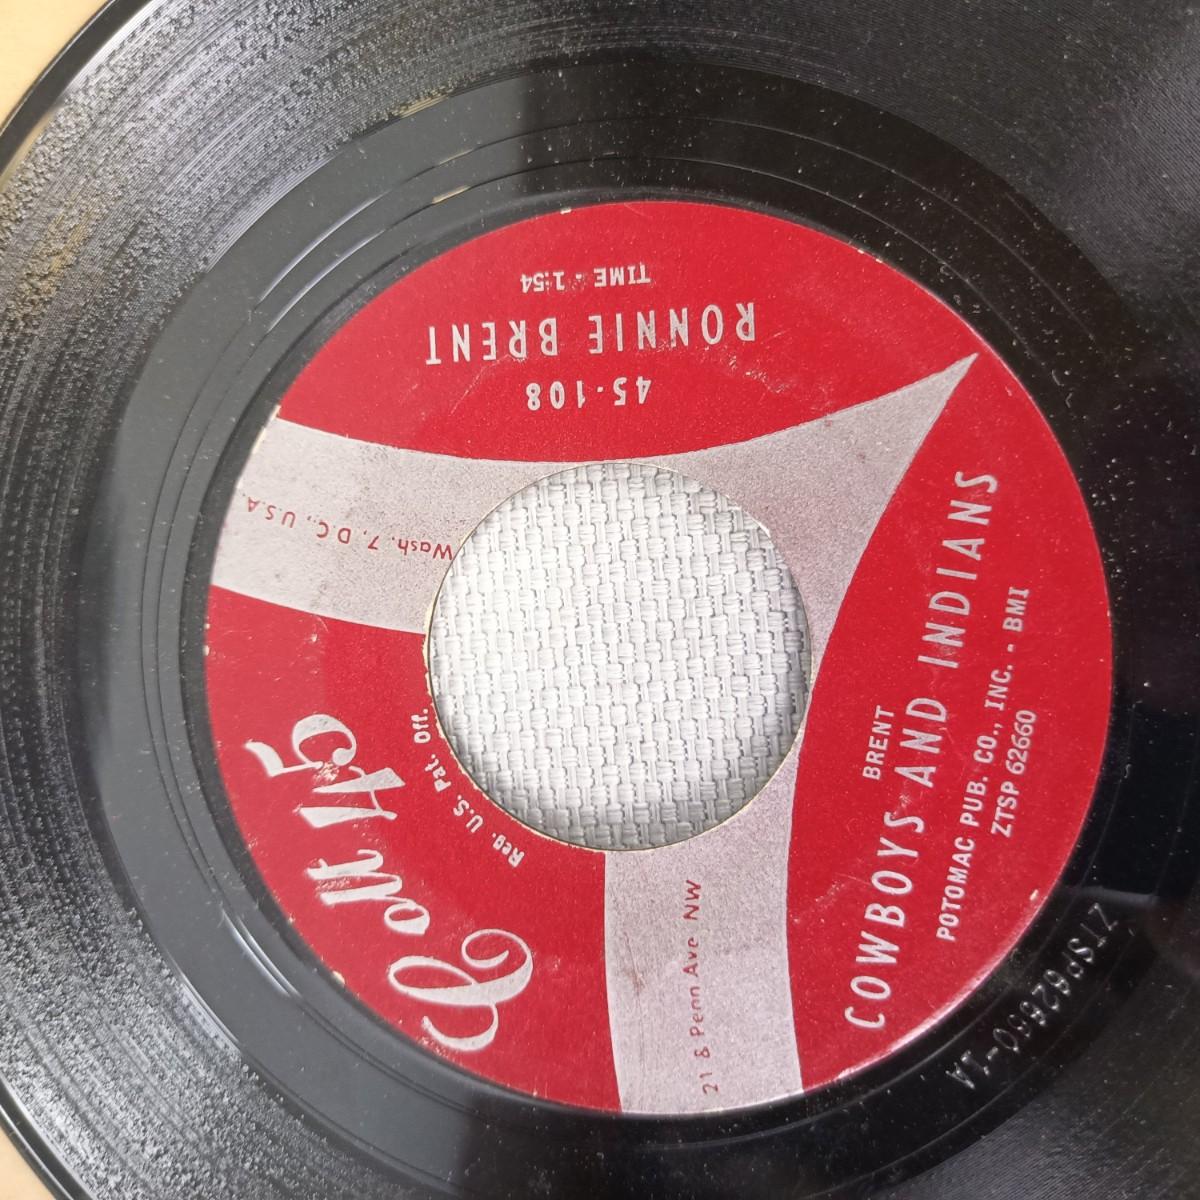 Colt 45
Reg. U.S. Pat. Off.
21 & Penn Ave. NW
Wash. 7, D.C., U.S.A.
BRENT
COWBOYS AND INDIANS
POTOMAC PUB. CO., INC. - BMI
ZTSP 62660
45-108
RONNIE BRENT
TIME - 1:54
ZTSP62660-1A